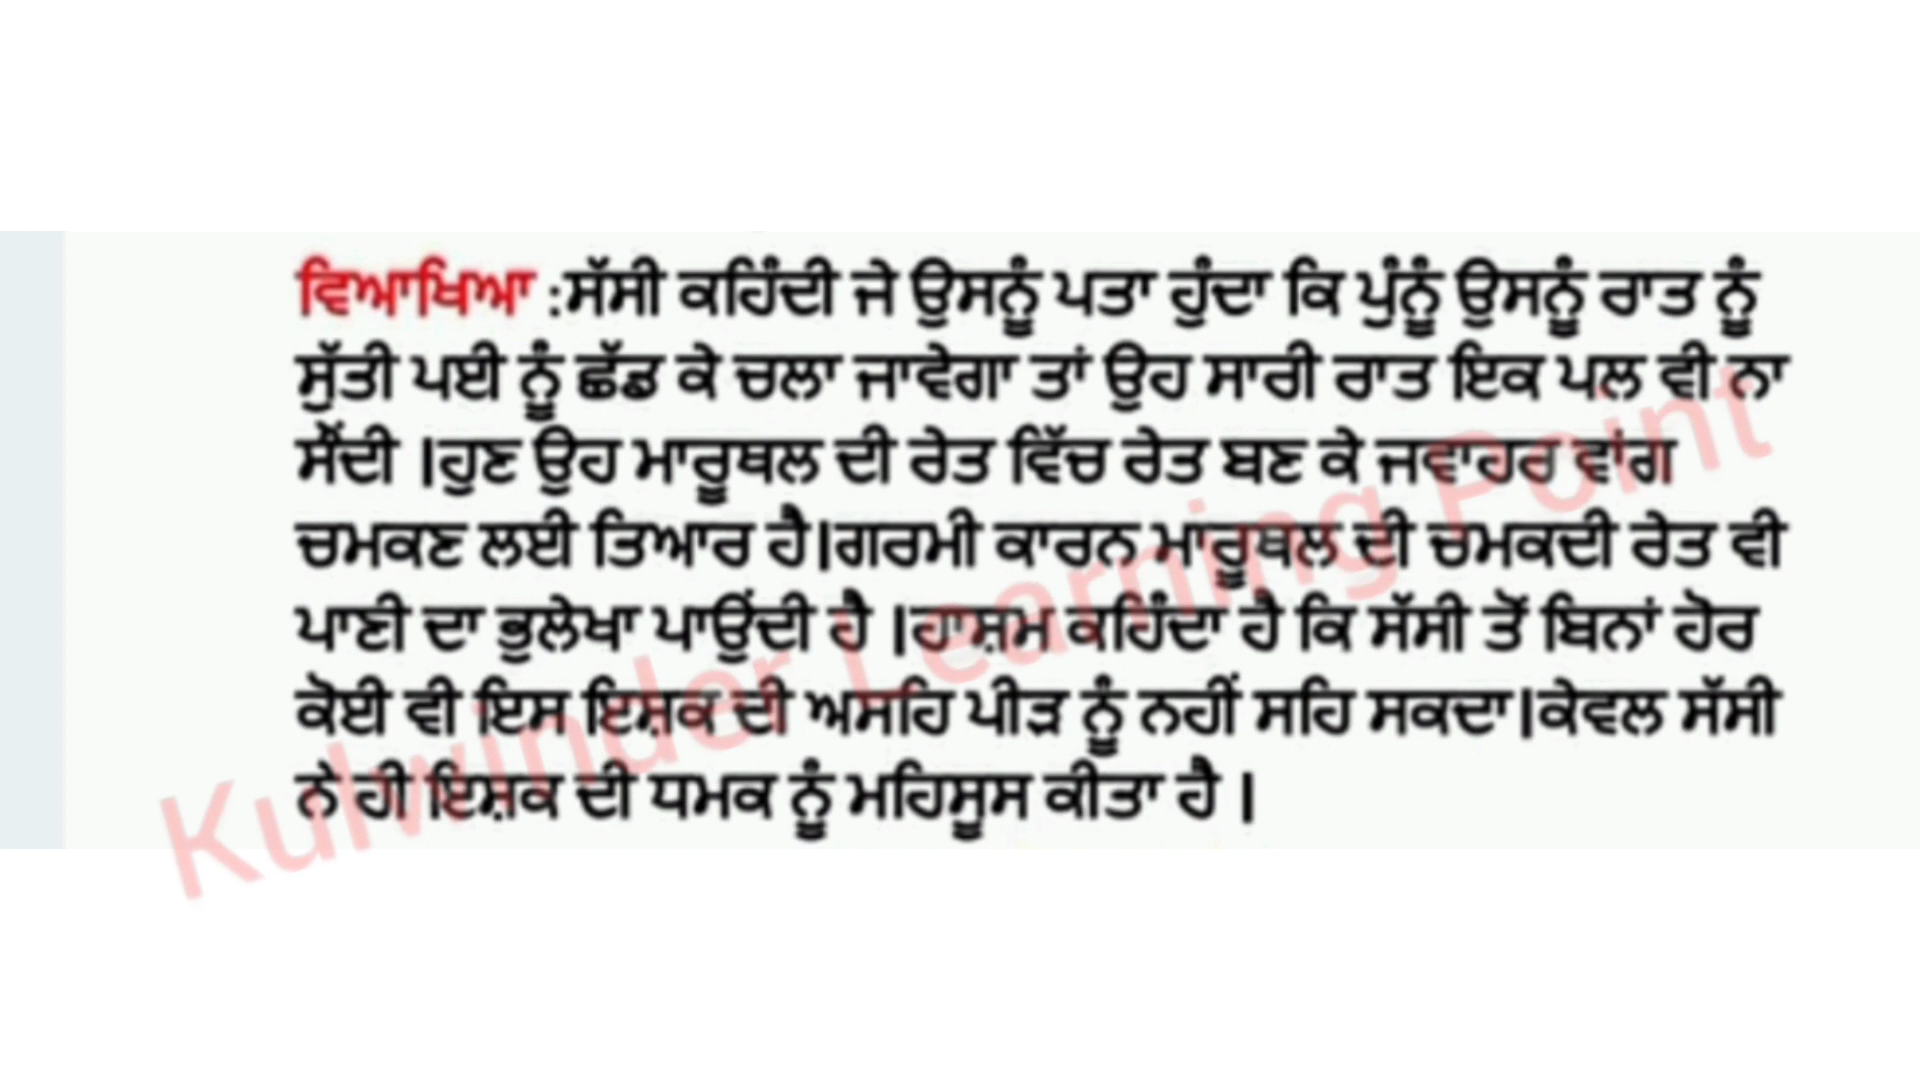 ਵਿਆਖਿਆ :ਸੱਸੀ ਕਹਿੰਦੀ ਜੇ ਉਸਨੂੰ ਪਤਾ ਹੁੰਦਾ ਕਿ ਪੁੰਨੂੰ ਉਸਨੂੰ ਰਾਤ ਨੂੰ
ਸੁੱਤੀ ਪਈ ਨੂੰ ਛੱਡ ਕੇ ਚਲਾ ਜਾਵੇਗਾ ਤਾਂ ਉਹ ਸਾਰੀ ਰਾਤ ਇਕ ਪਲ ਵੀ ਨਾ
ਸੌਂਦੀ |ਹੁਣ ਉਹ ਮਾਰੂਥਲ ਦੀ ਰੇਤ ਵਿੱਚ ਰੇਤ ਬਣ ਕੇ ਜਵਾਹਰ ਵਾਂਗ
ਚਮਕਣ ਲਈ ਤਿਆਰ ਹੈ|ਗਰਮੀ ਕਾਰਨ ਮਾਰੂਥਲ ਦੀ ਚਮਕਦੀ ਰੇਤ ਵੀ
ਪਾਣੀ ਦਾ ਭੁਲੇਖਾ ਪਾਉਂਦੀ ਹੈ |ਹਾਸ਼ਮ ਕਹਿੰਦਾ ਹੈ ਕਿ ਸੱਸੀ ਤੋਂ ਬਿਨਾਂ ਹੋਰ
ਕੋਈ ਵੀ ਇਸ ਇਸ਼ਕ ਦੀ ਅਸਹਿ ਪੀੜ ਨੂੰ ਨਹੀਂ ਸਹਿ ਸਕਦਾ|ਕੇਵਲ ਸੱਸੀ
ਨੇ ਹੀ ਇਸ਼ਕ ਦੀ ਧਮਕ ਨੂੰ ਮਹਿਸੂਸ ਕੀਤਾ ਹੈ |
Kulwinder Learning Point